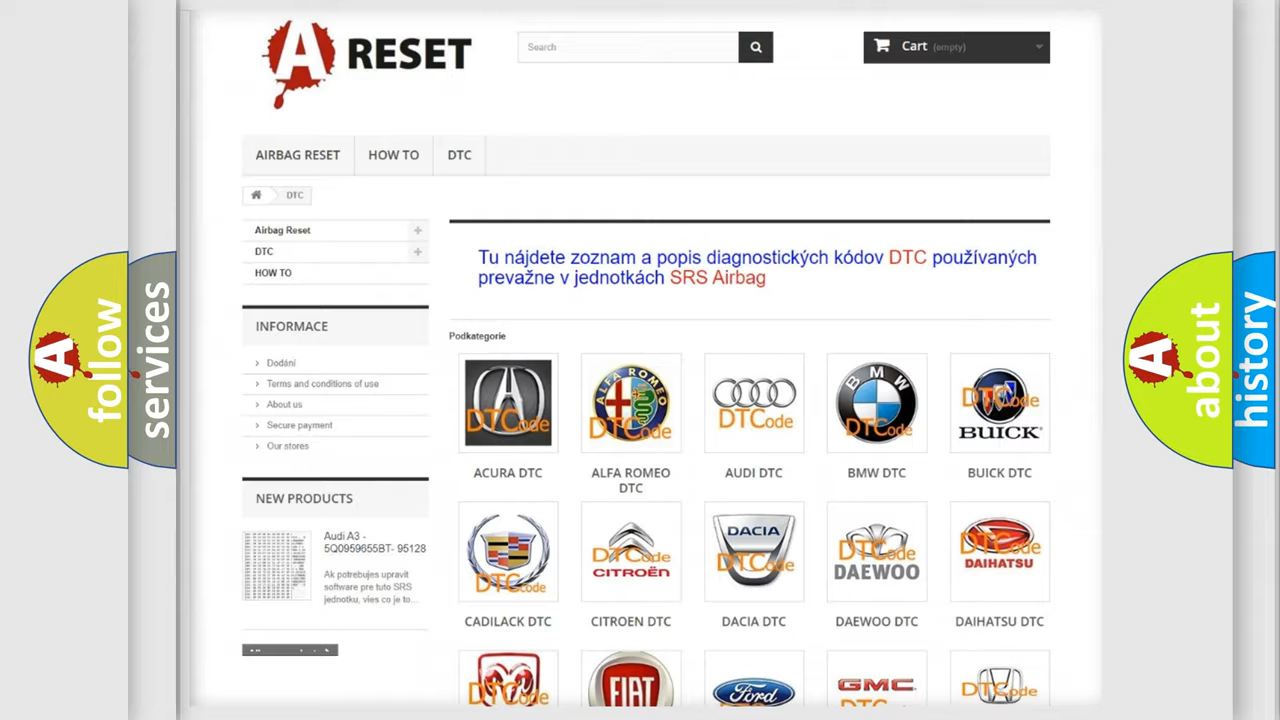 A RESET
Search
Cart (empty)
AIRBAG RESET
HOW TO
DTC
DTC
Airbag Reset
DTC
HOW TO
INFORMACE
Dodání
Terms and conditions of use
About us
Secure payment
Our stores
NEW PRODUCTS
Audi A3 -
5Q0959655BT- 95128
Ak potrebujes upravit
software pre tuto SRS
jednotku, vies co je to...
Tu nájdete zoznam a popis diagnostických kódov DTC používaných
prevažne v jednotkách SRS Airbag
Podkategorie
DTCode
ALFA ROMEO
DTCode
DTCode
BMW
DTCode
DTCode
BUICK
ACURA DTC
ALFA ROMEO
DTC
AUDI DTC
BMW DTC
BUICK DTC
DTCode
DTCode
CITROËN
DACIA
DTCode
DTCode
DAEWOO
DTCode
DAIHATSU
CADILACK DTC
CITROEN DTC
DACIA DTC
DAEWOO DTC
DAIHATSU DTC
DTCode
FIAT
Ford
GMC
DTCode
A follow
services
A about
history